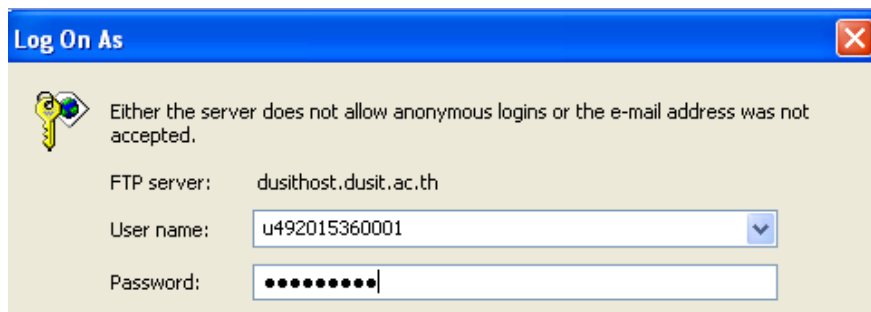 Log On As
Either the server does not allow anonymous logins or the e-mail address was not
accepted.
FTP server: dusithost.dusit.ac.th
User name: u492015360001
Password: ●●●●●●●●●